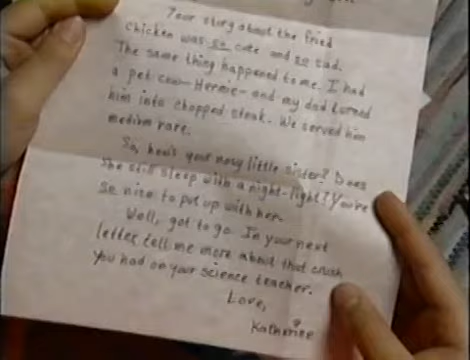 Your story about the fried
chicken was so cute and so sad.
The same thing happened to me. I had
a pet cow—Hermie—and my dad turned
him into chopped steak. We served him
medium rare.
So, how's your nosy little sister? Does
she still sleep with a night-light? You're
so nice to put up with her.
Well, got to go. In your next
letter, tell me more about that crush
you had on your science teacher.
Love,
Katherine